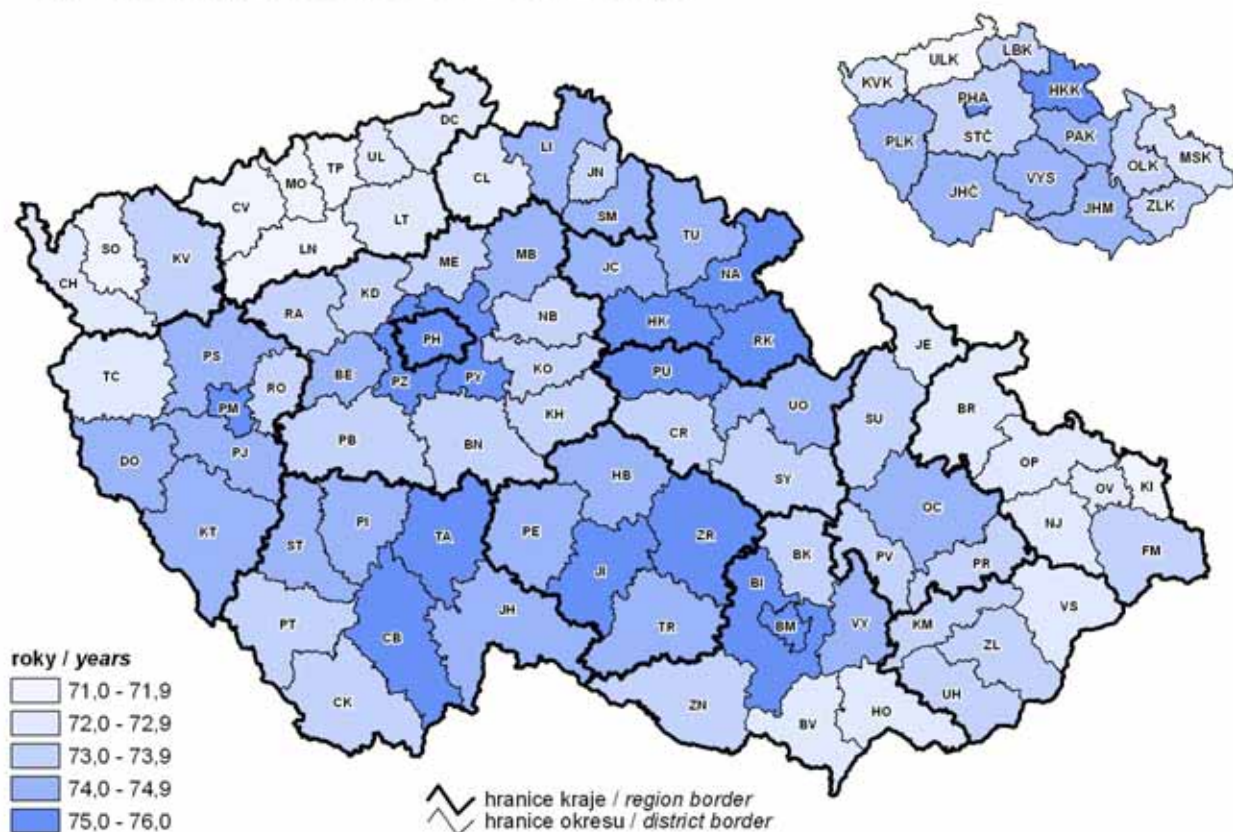 ULK LBK
KVK HKK
PHA
STČ PAK
PLK OLK MSK
VYS
JHČ JHM ZLK
DC
LI
UL
TP JN
MO CL
CV
LT SM
SO KV LN TU
ME MB JC NA
CH KD
RA NB HK
PH RK
PS JE
TC BE PZ PY KO PU
RO
PM UO SU BR
KH CR
PB BN
DO PJ OP
HB SY OV KI
OC NJ
KT ST PI TA PE ZR
BK PV PR FM
JI BI
PT CB JH TR BM VY KM VS
ZL
CK ZN UH
BV HO
roky / years
71,0 - 71,9
72,0 - 72,9
73,0 - 73,9
74,0 - 74,9
75,0 - 76,0
hranice kraje / region border
hranice okresu / district border